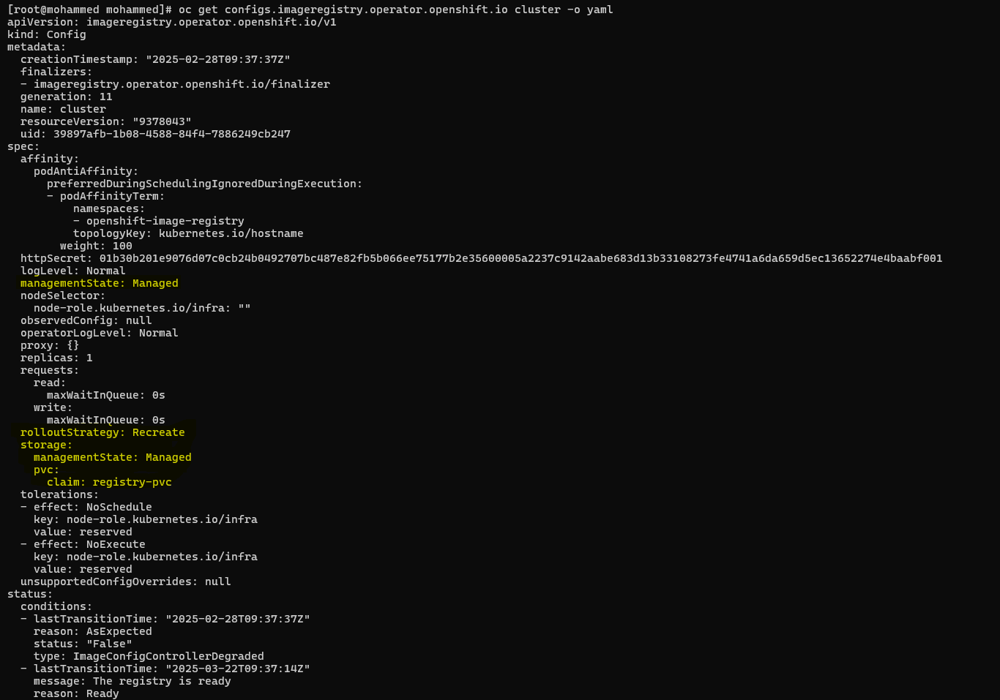 [root@mohammed mohammed]# oc get configs.imageregistry.operator.openshift.io cluster -o yaml
apiVersion: imageregistry.operator.openshift.io/v1
kind: Config
metadata:
  creationTimestamp: "2025-02-28T09:37:37Z"
  finalizers:
  - imageregistry.operator.openshift.io/finalizer
  generation: 11
  name: cluster
  resourceVersion: "9378043"
  uid: 39897afb-1b08-4588-84f4-7886249cb247
spec:
  affinity:
    podAntiAffinity:
      preferredDuringSchedulingIgnoredDuringExecution:
      - podAffinityTerm:
          namespaces:
          - openshift-image-registry
          topologyKey: kubernetes.io/hostname
        weight: 100
  httpSecret: 01b30b201e9076d07c0cb24b0492707bc487e82fb5b066ee75177b2e35600005a2237c9142aabe683d13b33108273fe4741a6da659d5ec13652274e4baabf001
  logLevel: Normal
  managementState: Managed
  nodeSelector:
    node-role.kubernetes.io/infra: ""
  observedConfig: null
  operatorLogLevel: Normal
  proxy: {}
  replicas: 1
  requests:
    read:
      maxWaitInQueue: 0s
    write:
      maxWaitInQueue: 0s
  rolloutStrategy: Recreate
  storage:
    managementState: Managed
    pvc:
      claim: registry-pvc
  tolerations:
  - effect: NoSchedule
    key: node-role.kubernetes.io/infra
    value: reserved
  - effect: NoExecute
    key: node-role.kubernetes.io/infra
    value: reserved
  unsupportedConfigOverrides: null
status:
  conditions:
  - lastTransitionTime: "2025-02-28T09:37:37Z"
    reason: AsExpected
    status: "False"
    type: ImageConfigControllerDegraded
  - lastTransitionTime: "2025-03-22T09:37:14Z"
    message: The registry is ready
    reason: Ready